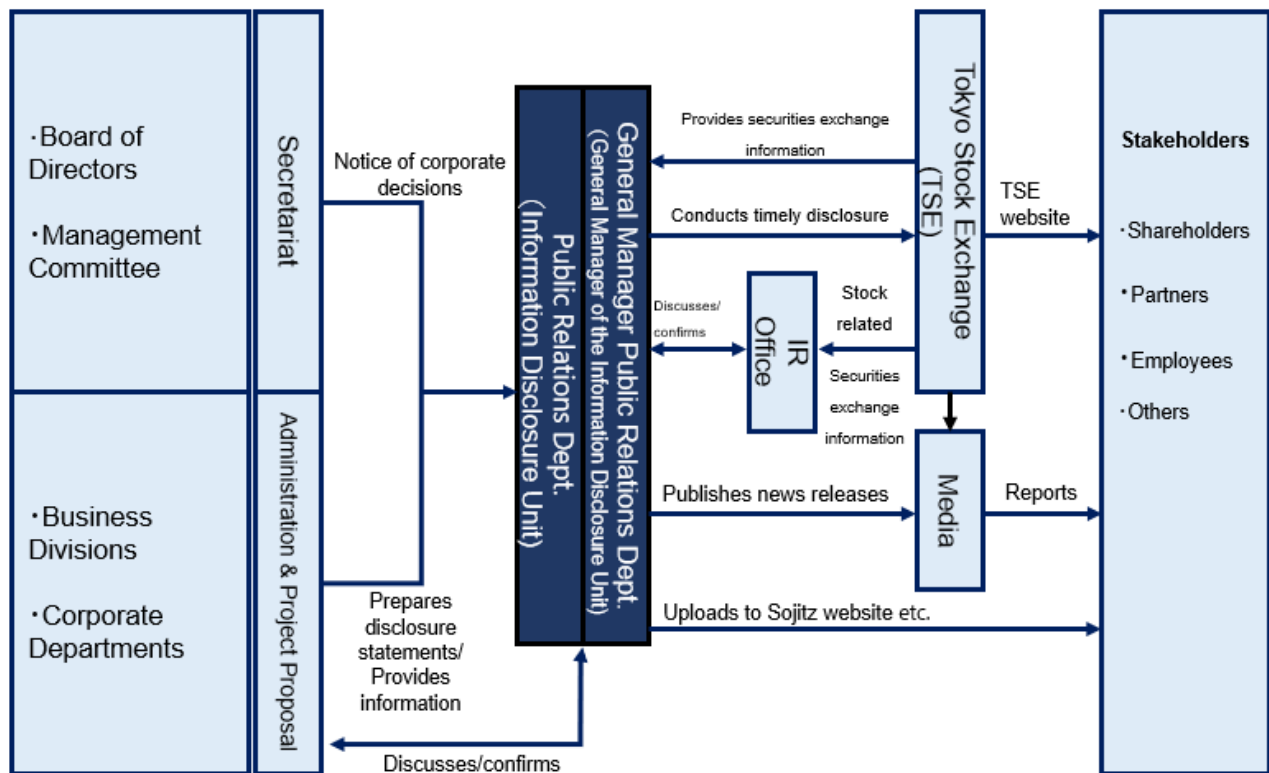 ·Board of
Directors
·Management
Committee
Secretariat
·Business
Divisions
·Corporate
Departments
Administration & Project Proposal
Notice of corporate
decisions
Prepares
disclosure
statements/
Provides
information
Discusses/confirms
Public Relations Dept.
(Information Disclosure Unit)
General Manager Public Relations Dept.
(General Manager of the Information Disclosure Unit)
Provides securities exchange
information
Conducts timely disclosure
Discusses/
confirms
IR
Office
Stock
related
Securities
exchange
information
Publishes news releases
Uploads to Sojitz website etc.
Tokyo Stock Exchange
(TSE)
Media
TSE
website
Reports
Stakeholders
·Shareholders
·Partners
·Employees
·Others